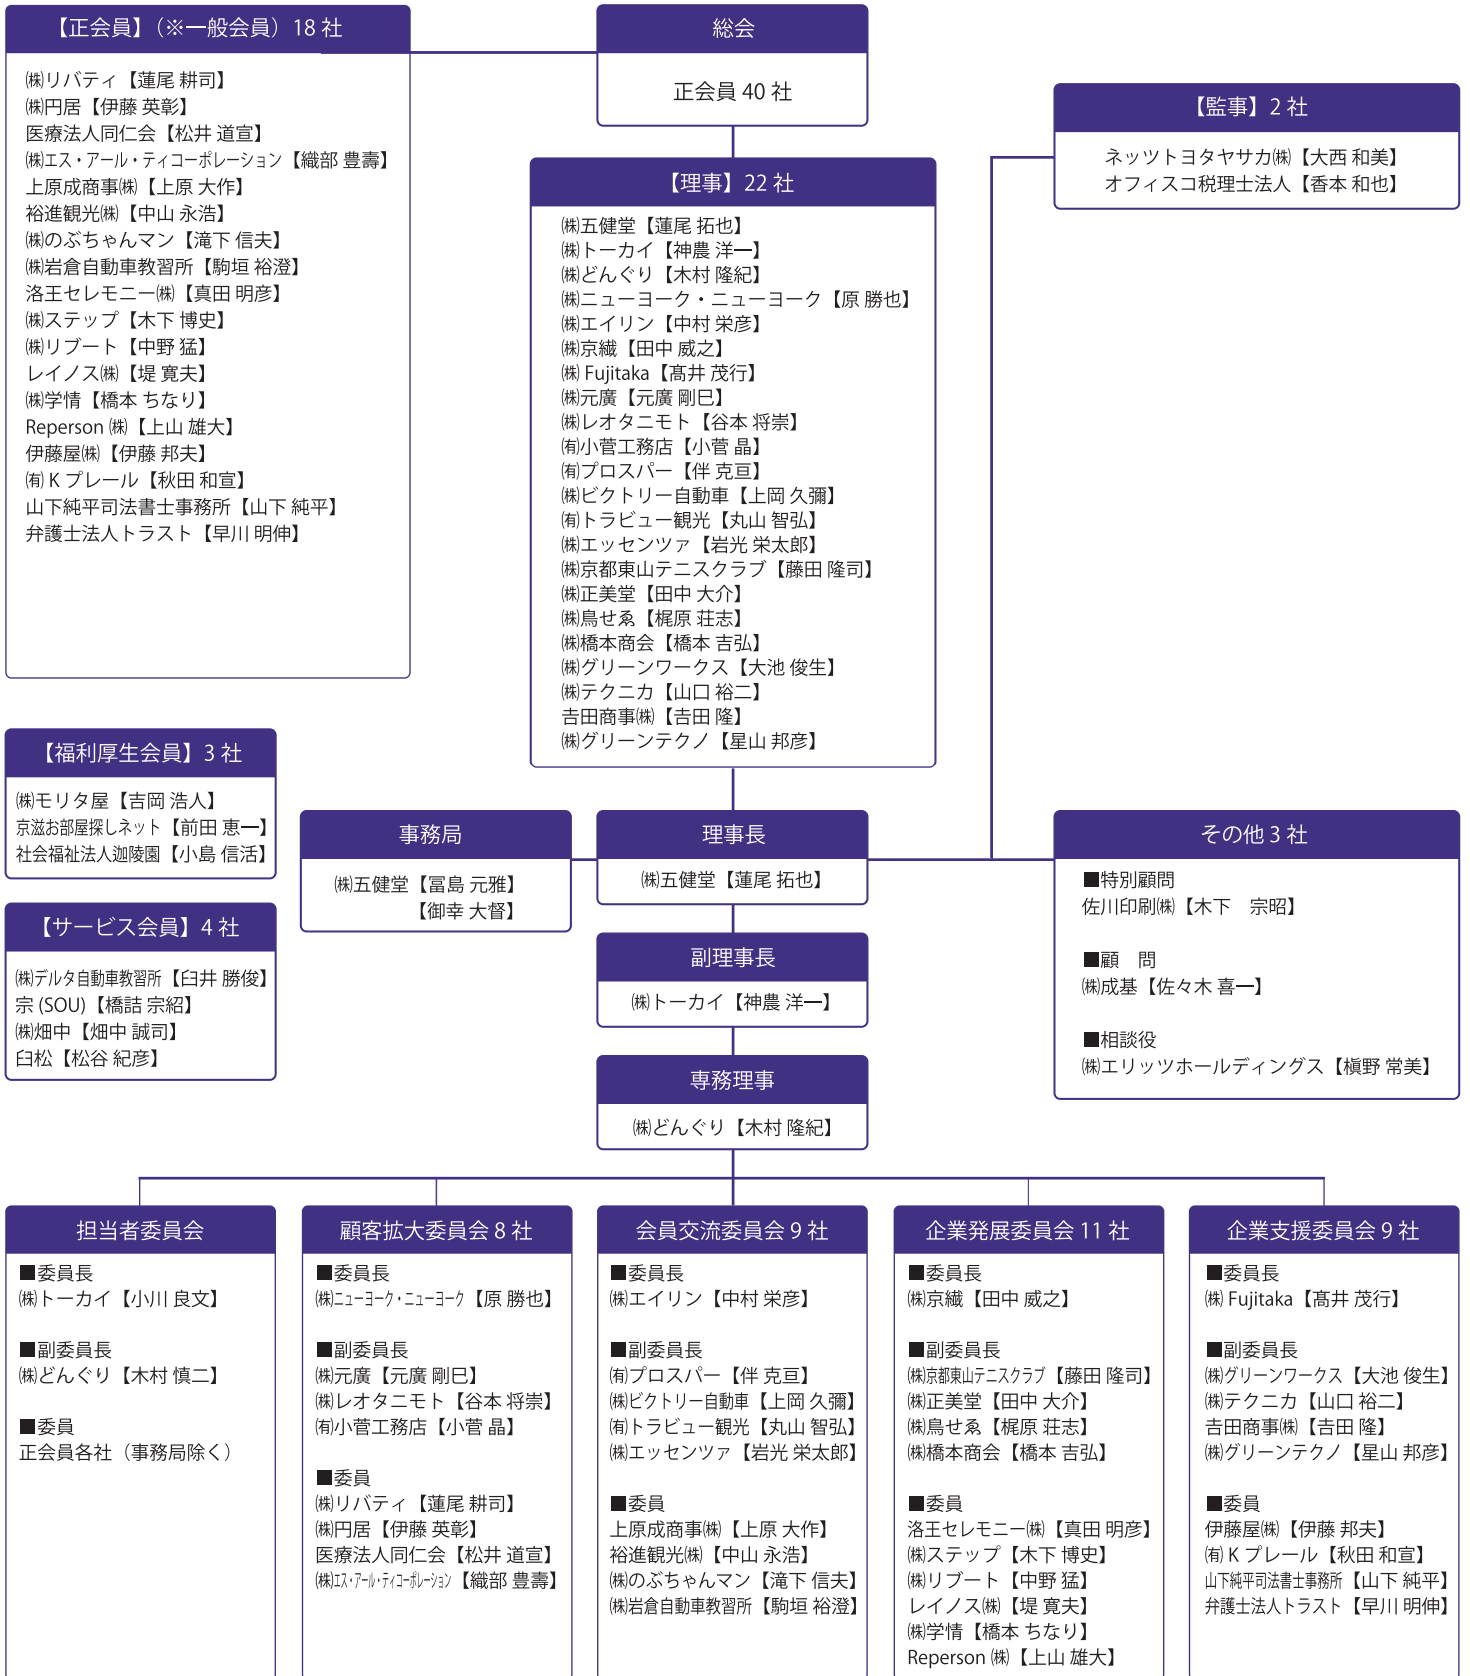 【正会員】（※一般会員）18 社
㈱リバティ【蓮尾 耕司】
㈱円居【伊藤 英彰】
医療法人同仁会【松井 道宣】
㈱エス・アール・ティコーポレーション【織部 豊壽】
上原成商事㈱【上原 大作】
裕進観光㈱【中山 永浩】
㈱のぶちゃんマン【滝下 信夫】
㈱岩倉自動車教習所【駒垣 裕澄】
洛王セレモニー㈱【真田 明彦】
㈱ステップ【木下 博史】
㈱リブート【中野 猛】
レイノス㈱【堤 寛夫】
㈱学情【橋本 ちなり】
Reperson ㈱【上山 雄大】
伊藤屋㈱【伊藤 邦夫】
㈲ K プレール【秋田 和宣】
山下純平司法書士事務所【山下 純平】
弁護士法人トラスト【早川 明伸】
総会
正会員 40 社
【監事】2 社
ネッツトヨタヤサカ㈱【大西 和美】
オフィスコ税理士法人【香本 和也】
【理事】22 社
㈱五健堂【蓮尾 拓也】
㈱トーカイ【神農 洋一】
㈱どんぐり【木村 隆紀】
㈱ニューヨーク・ニューヨーク【原 勝也】
㈱エイリン【中村 栄彦】
㈱京繊【田中 威之】
㈱ Fujitaka【髙井 茂行】
㈱元廣【元廣 剛巳】
㈱レオタニモト【谷本 将崇】
㈲小菅工務店【小菅 晶】
㈲プロスパー【伴 克亘】
㈱ビクトリー自動車【上岡 久彌】
㈲トラビュー観光【丸山 智弘】
㈱エッセンツァ【岩光 栄太郎】
㈱京都東山テニスクラブ【藤田 隆司】
㈱正美堂【田中 大介】
㈱鳥せゑ【梶原 荘志】
㈱橋本商会【橋本 吉弘】
㈱グリーンワークス【大池 俊生】
㈱テクニカ【山口 裕二】
𠮷田商事㈱【𠮷田 隆】
㈱グリーンテクノ【星山 邦彦】
【福利厚生会員】3 社
㈱モリタ屋【吉岡 浩人】
京滋お部屋探しネット【前田 恵一】
社会福祉法人迦陵園【小島 信活】
【サービス会員】4 社
㈱デルタ自動車教習所【臼井 勝俊】
宗 (SOU)【橋詰 宗紹】
㈱畑中【畑中 誠司】
臼松【松谷 紀彦】
事務局
㈱五健堂【冨島 元雅】
【御幸 大督】
理事長
㈱五健堂【蓮尾 拓也】
副理事長
㈱トーカイ【神農 洋一】
専務理事
㈱どんぐり【木村 隆紀】
その他 3 社
■特別顧問
佐川印刷㈱【木下　宗昭】
■顧　問
㈱成基【佐々木 喜一】
■相談役
㈱エリッツホールディングス【槇野 常美】
担当者委員会
■委員長
㈱トーカイ【小川 良文】
■副委員長
㈱どんぐり【木村 慎二】
■委員
正会員各社（事務局除く）
顧客拡大委員会 8 社
■委員長
㈱ニューヨーク・ニューヨーク【原 勝也】
■副委員長
㈱元廣【元廣 剛巳】
㈱レオタニモト【谷本 将崇】
㈲小菅工務店【小菅 晶】
■委員
㈱リバティ【蓮尾 耕司】
㈱円居【伊藤 英彰】
医療法人同仁会【松井 道宣】
㈱エス・アール・ティコーポレーション【織部 豊壽】
会員交流委員会 9 社
■委員長
㈱エイリン【中村 栄彦】
■副委員長
㈲プロスパー【伴 克亘】
㈱ビクトリー自動車【上岡 久彌】
㈲トラビュー観光【丸山 智弘】
㈱エッセンツァ【岩光 栄太郎】
■委員
上原成商事㈱【上原 大作】
裕進観光㈱【中山 永浩】
㈱のぶちゃんマン【滝下 信夫】
㈱岩倉自動車教習所【駒垣 裕澄】
企業発展委員会 11 社
■委員長
㈱京繊【田中 威之】
■副委員長
㈱京都東山テニスクラブ【藤田 隆司】
㈱正美堂【田中 大介】
㈱鳥せゑ【梶原 荘志】
㈱橋本商会【橋本 吉弘】
■委員
洛王セレモニー㈱【真田 明彦】
㈱ステップ【木下 博史】
㈱リブート【中野 猛】
レイノス㈱【堤 寛夫】
㈱学情【橋本 ちなり】
Reperson ㈱【上山 雄大】
企業支援委員会 9 社
■委員長
㈱ Fujitaka【髙井 茂行】
■副委員長
㈱グリーンワークス【大池 俊生】
㈱テクニカ【山口 裕二】
𠮷田商事㈱【𠮷田 隆】
㈱グリーンテクノ【星山 邦彦】
■委員
伊藤屋㈱【伊藤 邦夫】
㈲ K プレール【秋田 和宣】
山下純平司法書士事務所【山下 純平】
弁護士法人トラスト【早川 明伸】